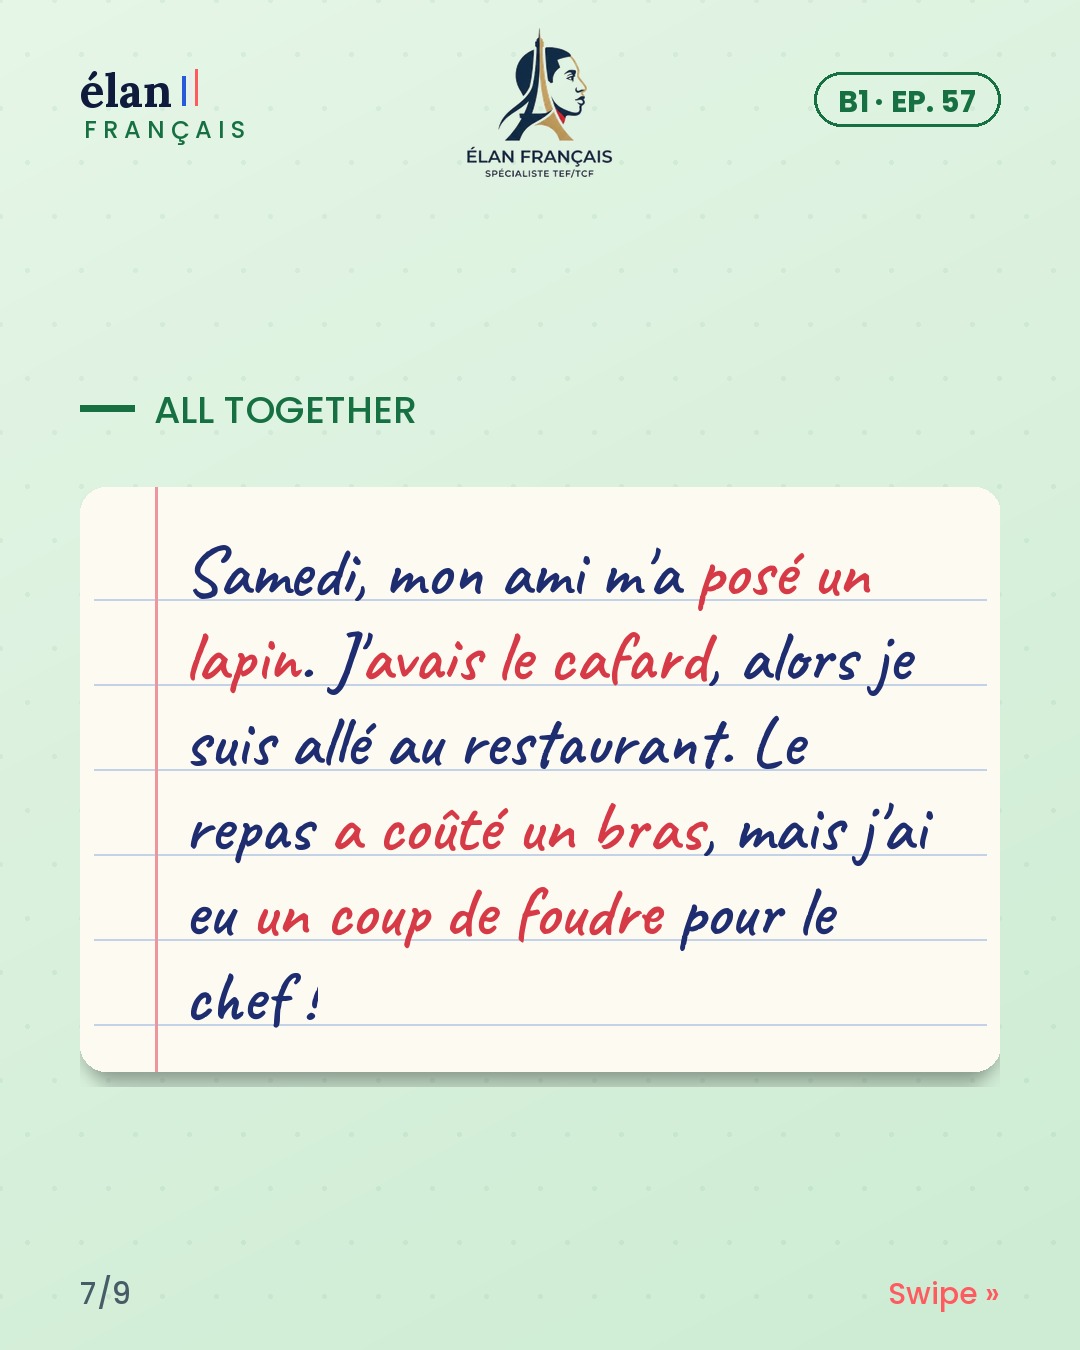 élan
FRANÇAIS
ÉLAN FRANÇAIS
SPÉCIALISTE TEF/TCF
B1 · EP. 57
ALL TOGETHER
Samedi, mon ami m'a posé un
lapin. J'avais le cafard, alors je
suis allé au restaurant. Le
repas a coûté un bras, mais j'ai
eu un coup de foudre pour le
chef !
7/9
Swipe »